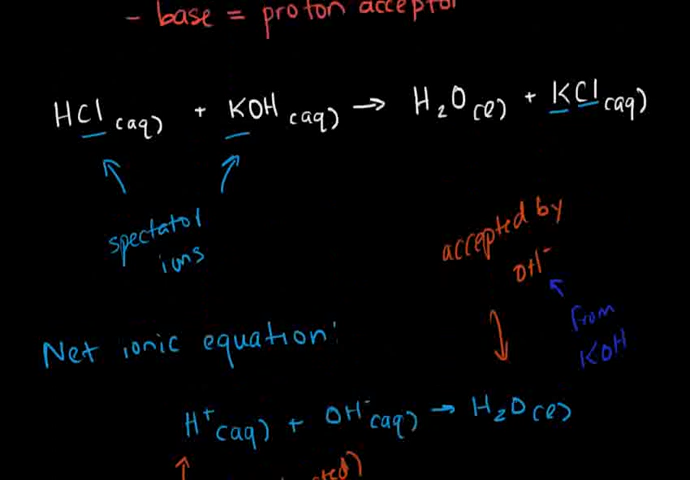 - base = proton acceptor
HCl (aq) + KOH (aq) → H₂O (l) + KCl (aq)
spectator
ions
accepted by
OH⁻
from
KOH
Net ionic equation:
H⁺ (aq) + OH⁻ (aq) → H₂O (l)